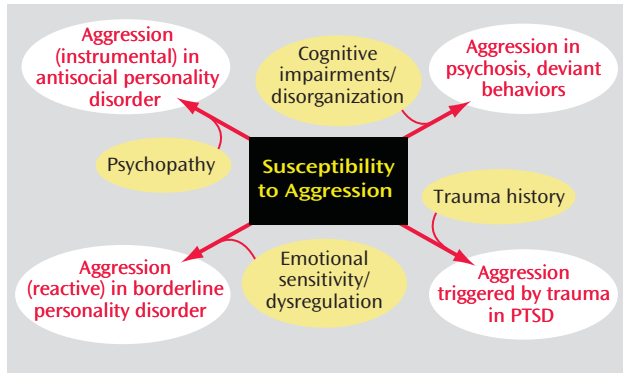 Aggression
(instrumental) in
antisocial personality
disorder
Cognitive
impairments/
disorganization
Aggression in
psychosis, deviant
behaviors
Psychopathy
Susceptibility
to Aggression
Trauma history
Aggression
(reactive) in borderline
personality disorder
Emotional
sensitivity/
dysregulation
Aggression
triggered by trauma
in PTSD